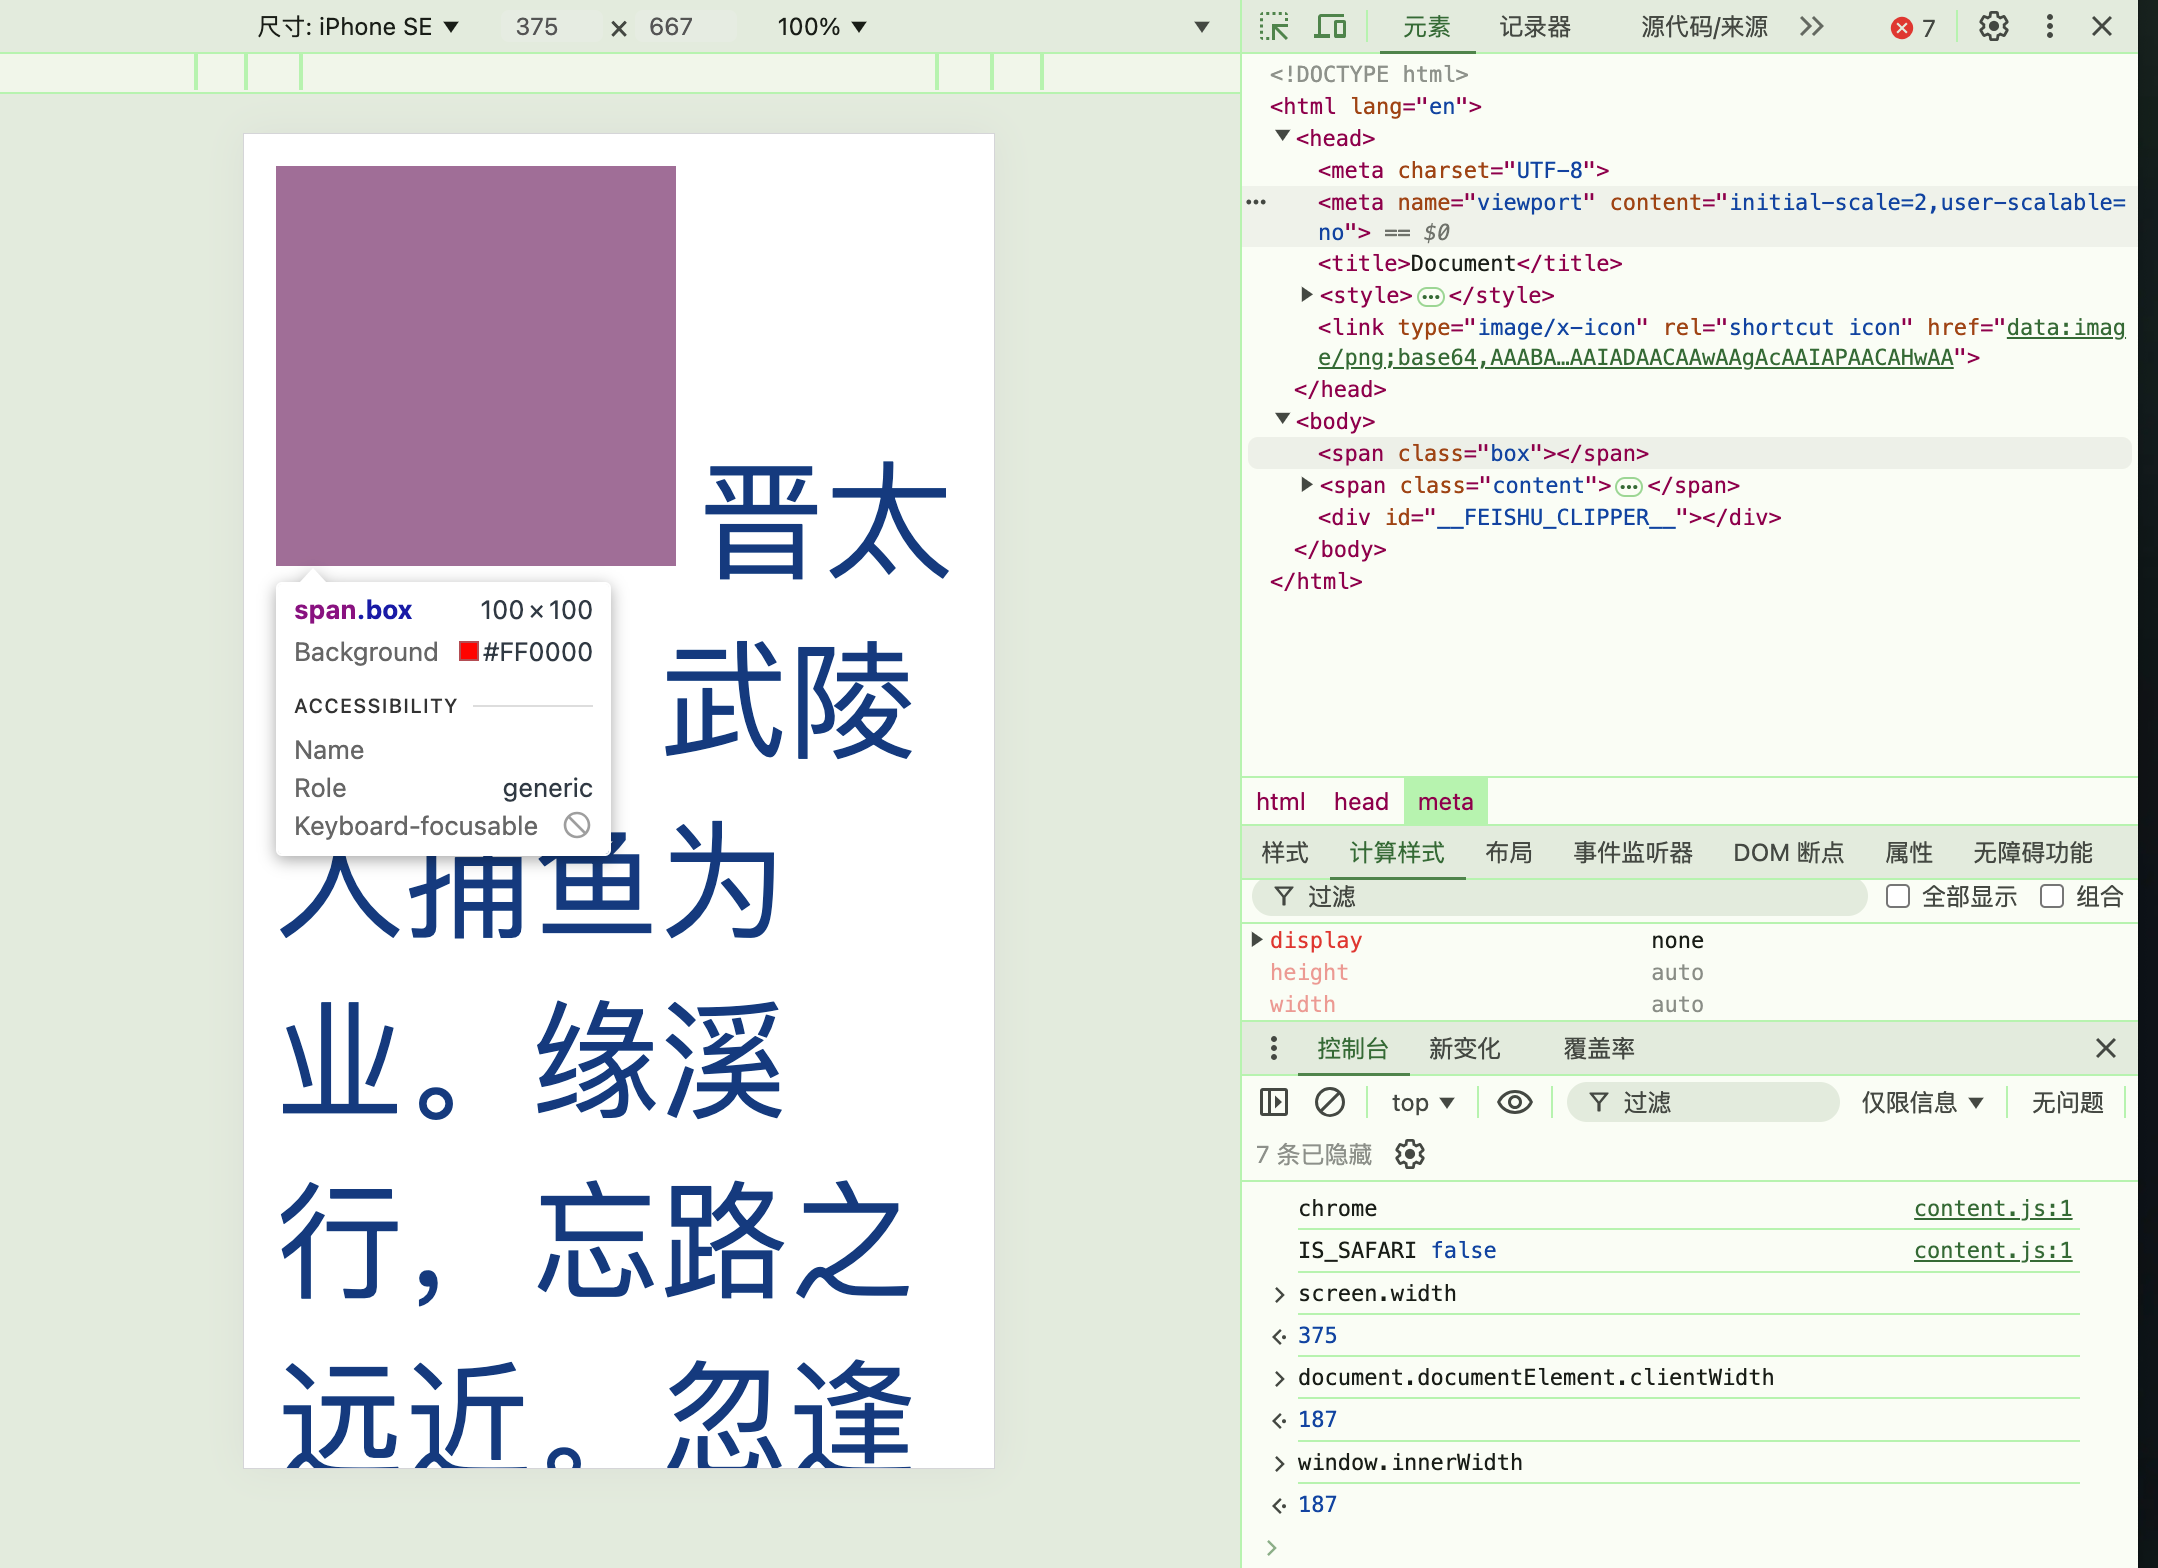 尺寸: iPhone SE ▼ 375 × 667 100% ▼
晋太
武陵
人捕鱼为
业。缘溪
行，忘路之
远近。忽逢
span.box 100×100
Background #FF0000
ACCESSIBILITY
Name
Role generic
Keyboard-focusable
元素 记录器 源代码/来源 7
<!DOCTYPE html>
<html lang="en">
<head>
<meta charset="UTF-8">
<meta name="viewport" content="initial-scale=2,user-scalable=
no"> == $0
<title>Document</title>
<style>…</style>
<link type="image/x-icon" rel="shortcut icon" href="data:imag
e/png;base64,AAABA…AAIADAACAAwAAgAcAAIAPAACAHwAA">
</head>
<body>
<span class="box"></span>
<span class="content">…</span>
<div id="__FEISHU_CLIPPER__"></div>
</body>
</html>
html head meta
样式 计算样式 布局 事件监听器 DOM 断点 属性 无障碍功能
过滤 全部显示 组合
display none
height auto
width auto
控制台 新变化 覆盖率
top ▼ 过滤 仅限信息 ▼ 无问题
7 条已隐藏
chrome content.js:1
IS_SAFARI false content.js:1
screen.width
375
document.documentElement.clientWidth
187
window.innerWidth
187